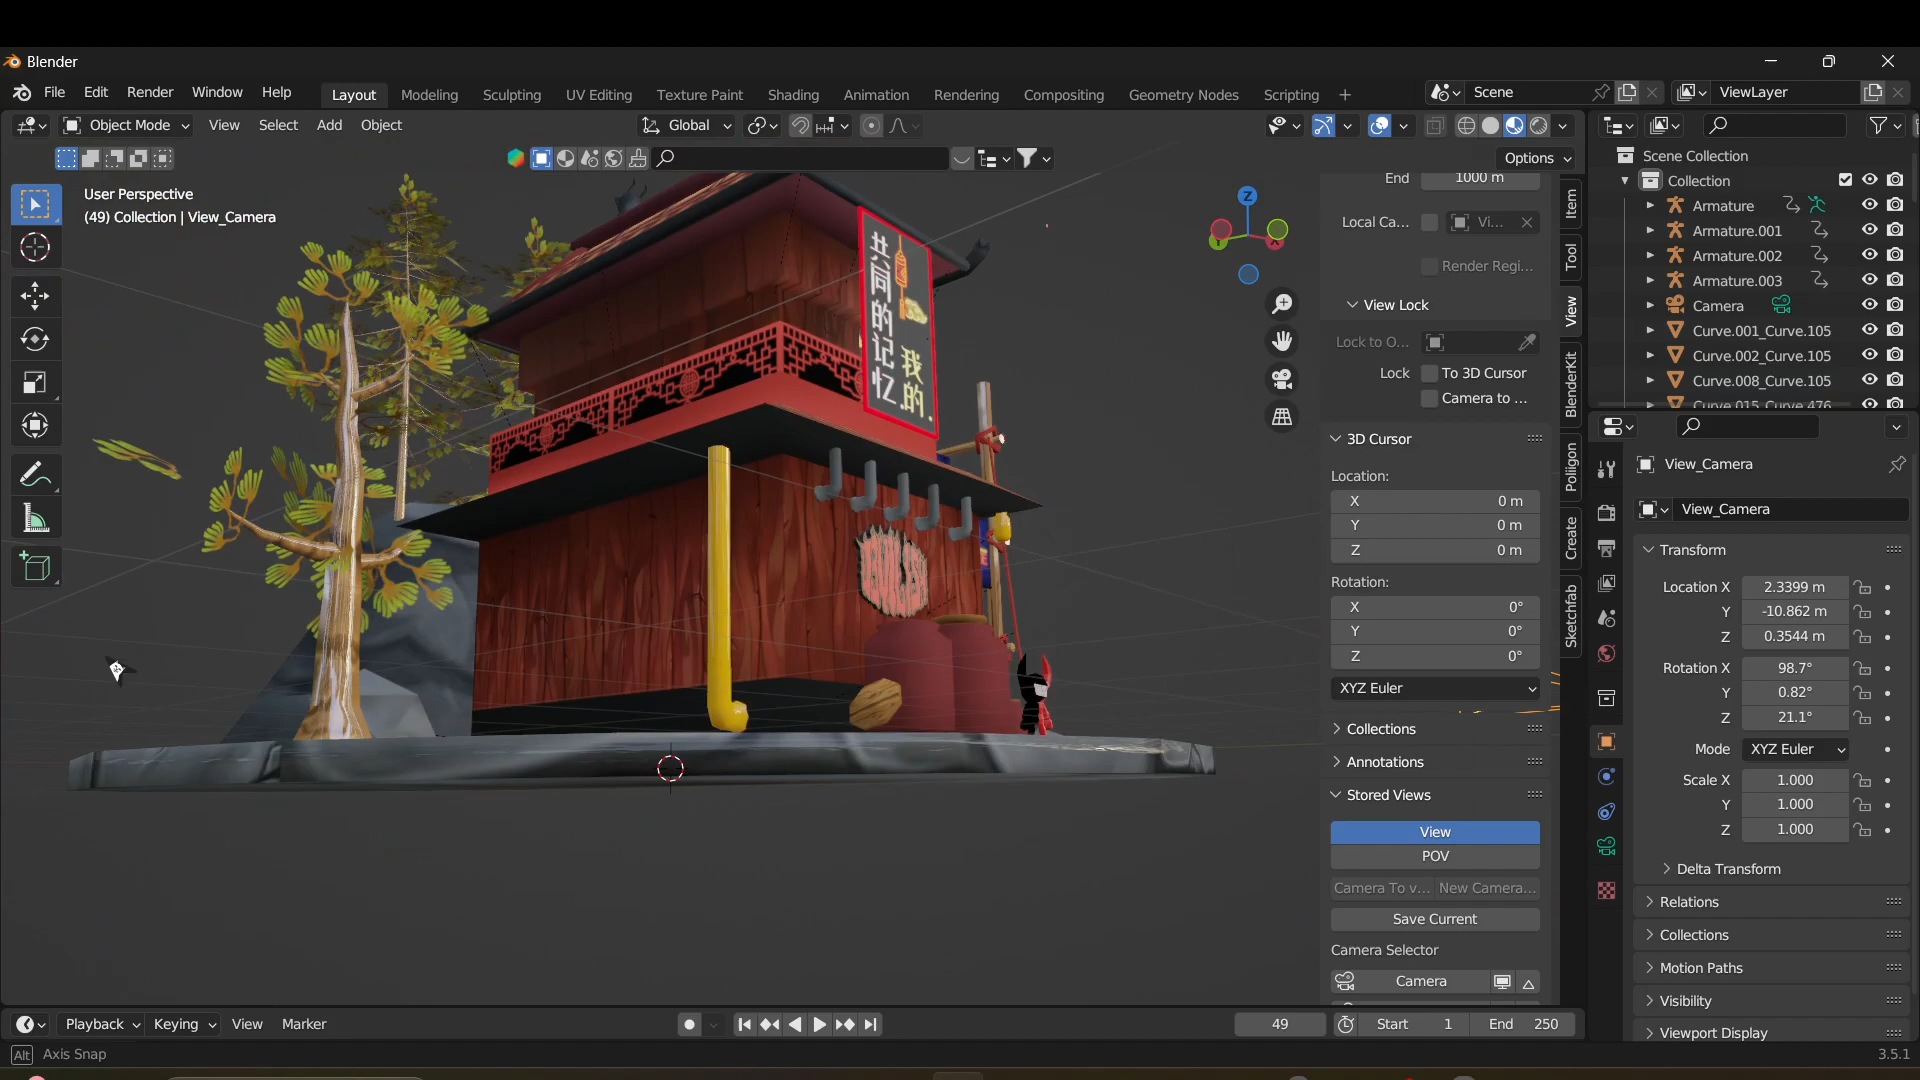 Blender
File Edit Render Window Help Layout Modeling Sculpting UV Editing Texture Paint Shading Animation Rendering Compositing Geometry Nodes Scripting + Scene ViewLayer
Object Mode View Select Add Object Global
Options
User Perspective
(49) Collection | View_Camera
共同的记忆
我的.
Z
End 1000 m
Local Ca... Vi...
Render Regi...
View Lock
Lock to O...
Lock To 3D Cursor
Camera to ...
3D Cursor
Location:
X 0 m
Y 0 m
Z 0 m
Rotation:
X 0°
Y 0°
Z 0°
XYZ Euler
Collections
Annotations
Stored Views
View
POV
Camera To v... New Camera...
Save Current
Camera Selector
Camera
Item
Tool
View
BlenderKit
Poliigon
Create
Sketchfab
Scene Collection
Collection
Armature
Armature.001
Armature.002
Armature.003
Camera
Curve.001_Curve.105
Curve.002_Curve.105
Curve.008_Curve.105
Curve.015_Curve.476
View_Camera
View_Camera
Transform
Location X 2.3399 m
Y -10.862 m
Z 0.3544 m
Rotation X 98.7°
Y 0.82°
Z 21.1°
Mode XYZ Euler
Scale X 1.000
Y 1.000
Z 1.000
Delta Transform
Relations
Collections
Motion Paths
Visibility
Viewport Display
Playback Keying View Marker 49 Start 1 End 250
Alt Axis Snap 3.5.1